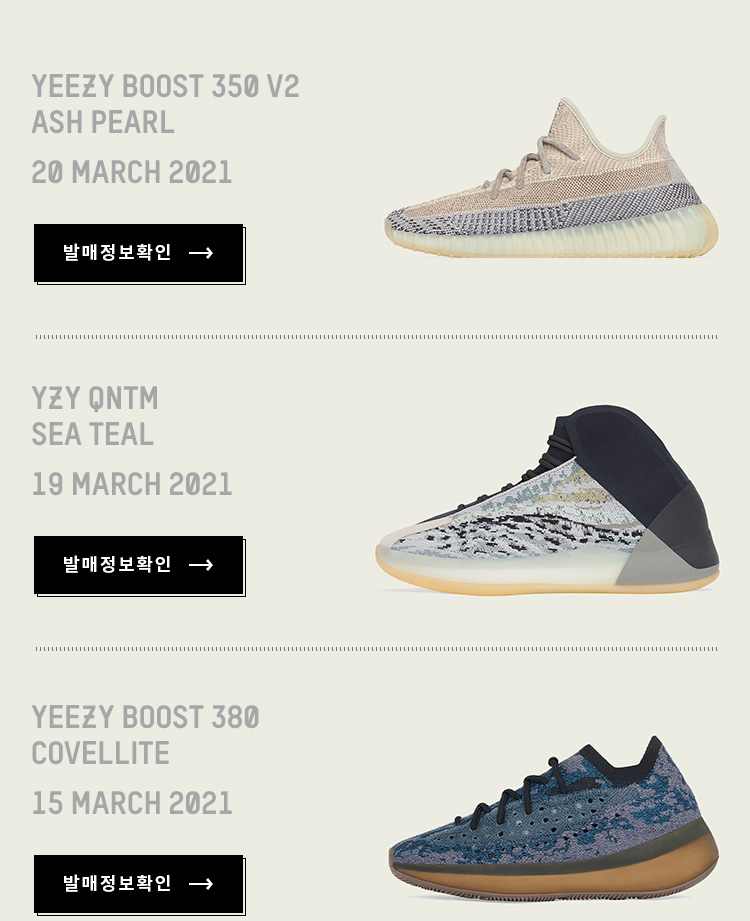 YEEZY BOOST 350 V2
ASH PEARL
20 MARCH 2021
발매정보확인 →
YZY QNTM
SEA TEAL
19 MARCH 2021
발매정보확인 →
YEEZY BOOST 380
COVELLITE
15 MARCH 2021
발매정보확인 →